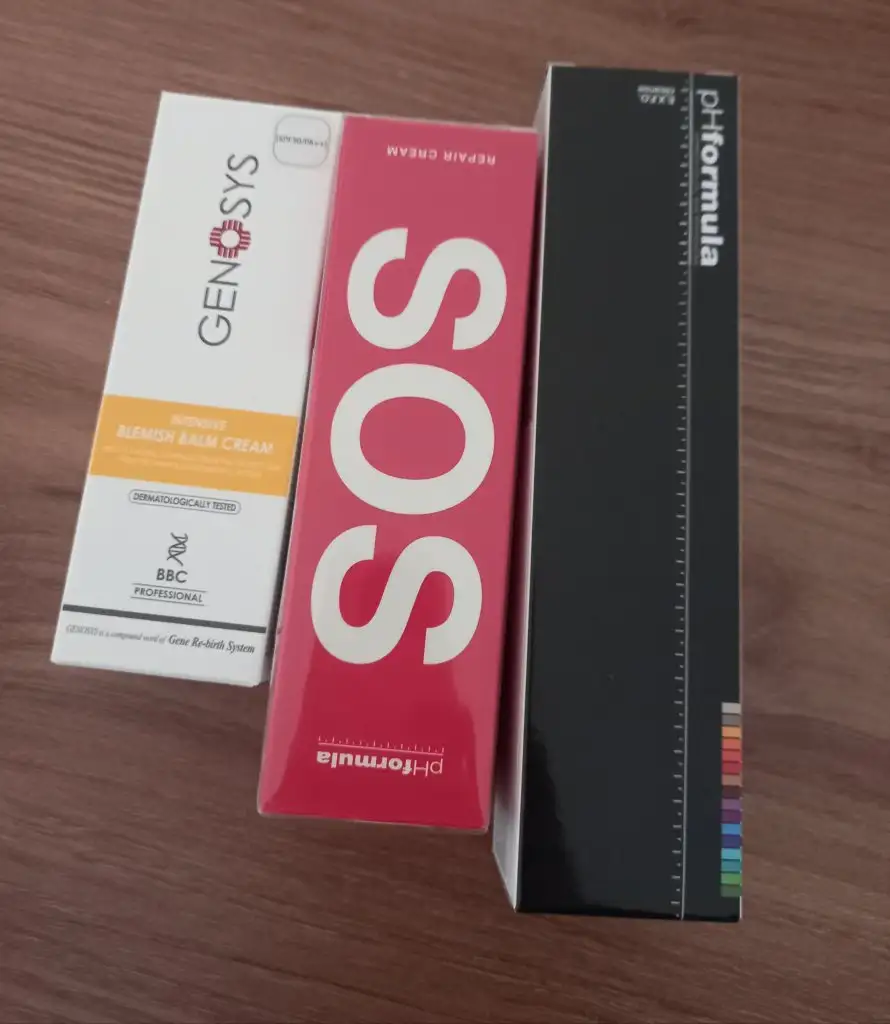 GENOSYS
INTENSIVE
BLEMISH BALM CREAM
DERMATOLOGICALLY TESTED
BBC
PROFESSIONAL
GENOSYS is a compound word of Gene Re-birth System
REPAIR CREAM
SOS
pHformula
pHformula
E.X.F.O.
cleanse